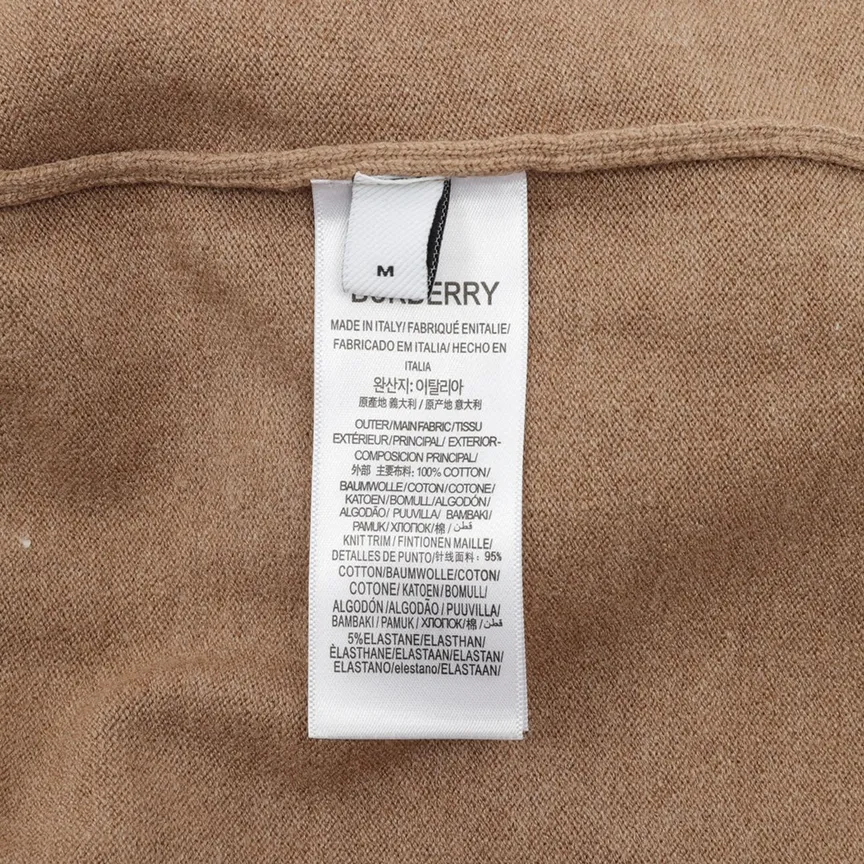 M
BURBERRY
MADE IN ITALY/ FABRIQUÉ ENITALIE/
FABRICADO EM ITALIA/ HECHO EN
ITALIA
완산지: 이탈리아
原產地 義大利 / 原产地 意大利
OUTER/MAIN FABRIC/TISSU
EXTÉRIEUR/PRINCIPAL/ EXTERIOR-
COMPOSICION PRINCIPAL/
外部 主要布料: 100% COTTON/
BAUMWOLLE/COTON/COTONE/
KATOEN/BOMULL/ALGODÓN/
ALGODÃO/ PUUVILLA/ BAMBAKI/
PAMUK/ХЛОПОК/棉 / قطن/
KNIT TRIM / FINTIONEN MAILLE/
DETALLES DE PUNTO/针线面料: 95%
COTTON/BAUMWOLLE/COTON/
COTONE/ KATOEN/BOMULL/
ALGODÓN /ALGODÃO / PUUVILLA/
BAMBAKI / PAMUK / ХЛОПОК/棉 / قطن/
5%ELASTANE/ELASTHAN/
ÈLASTHANE/ELASTAAN/ELASTAN/
ELASTANO/elestano/ELASTAAN/